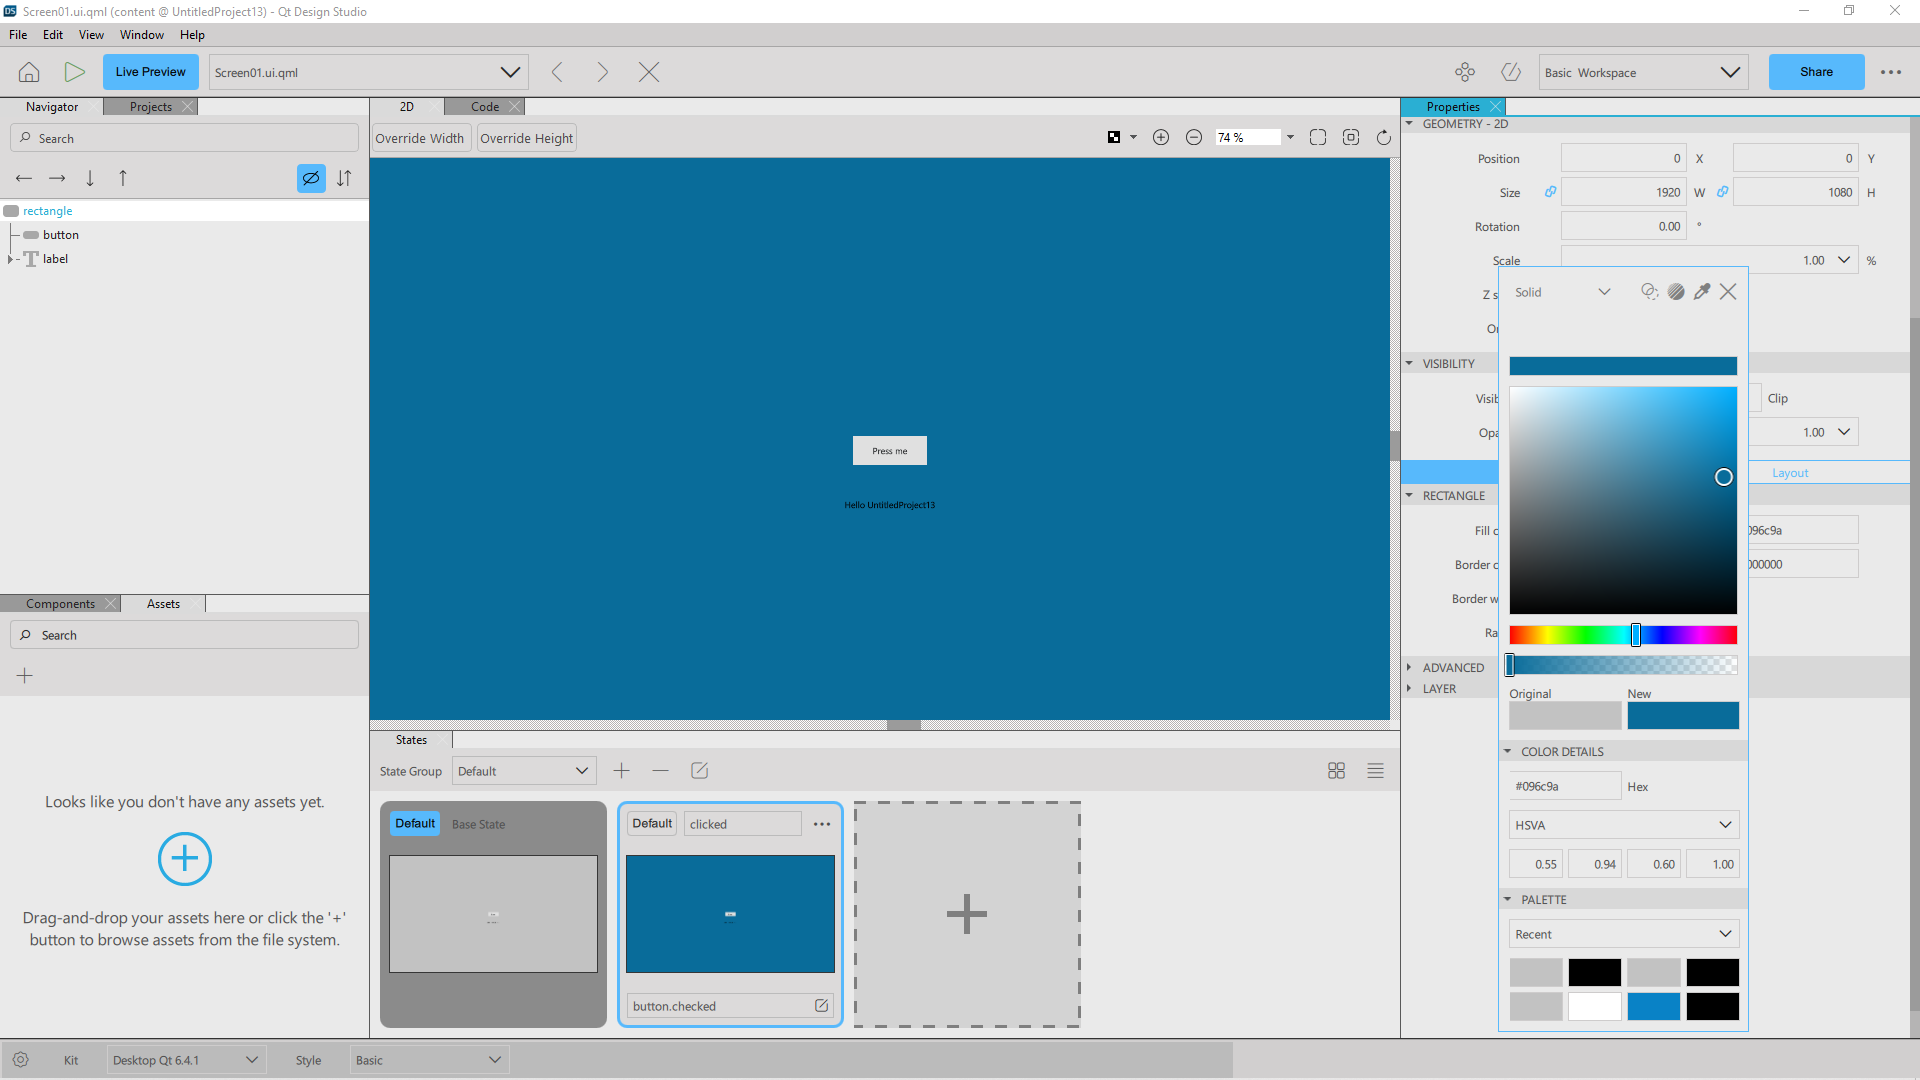 Screen01.ui.qml (content @ UntitledProject13) - Qt Design Studio
File Edit View Window Help
Live Preview
Screen01.ui.qml
Basic Workspace
Share
Navigator
Projects
2D
Code
Properties
Search
Override Width
Override Height
74 %
rectangle
button
label
Press me
Hello UntitledProject13
GEOMETRY - 2D
Position 0 X 0 Y
Size 1920 W 1080 H
Rotation 0.00 °
Scale 1.00 %
Z s
Solid
VISIBILITY
Visib
Clip
Opa
1.00
Layout
RECTANGLE
Fill c
096c9a
Border c
000000
Border w
Ra
ADVANCED
LAYER
Original
New
COLOR DETAILS
#096c9a Hex
HSVA
0.55 0.94 0.60 1.00
PALETTE
Recent
Components
Assets
Search
Looks like you don't have any assets yet.
Drag-and-drop your assets here or click the '+'
button to browse assets from the file system.
States
State Group Default
Default Base State
Default clicked
button.checked
Kit Desktop Qt 6.4.1 Style Basic